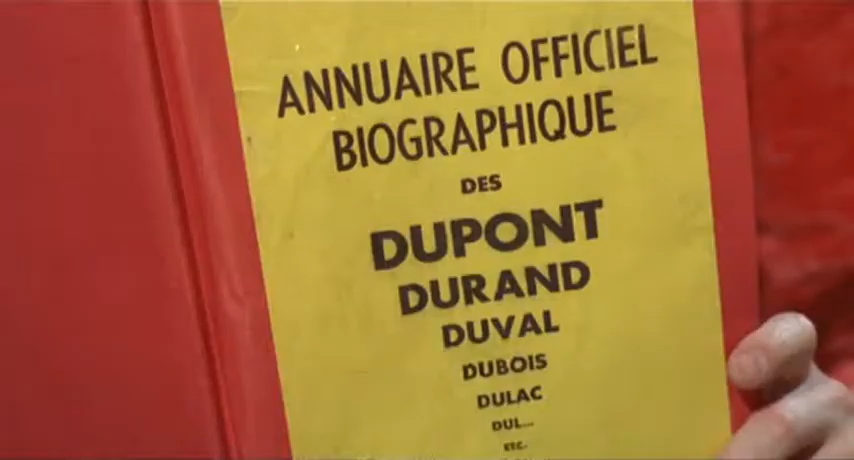 ANNUAIRE OFFICIEL
BIOGRAPHIQUE
DES
DUPONT
DURAND
DUVAL
DUBOIS
DULAC
DUL...
ETC.